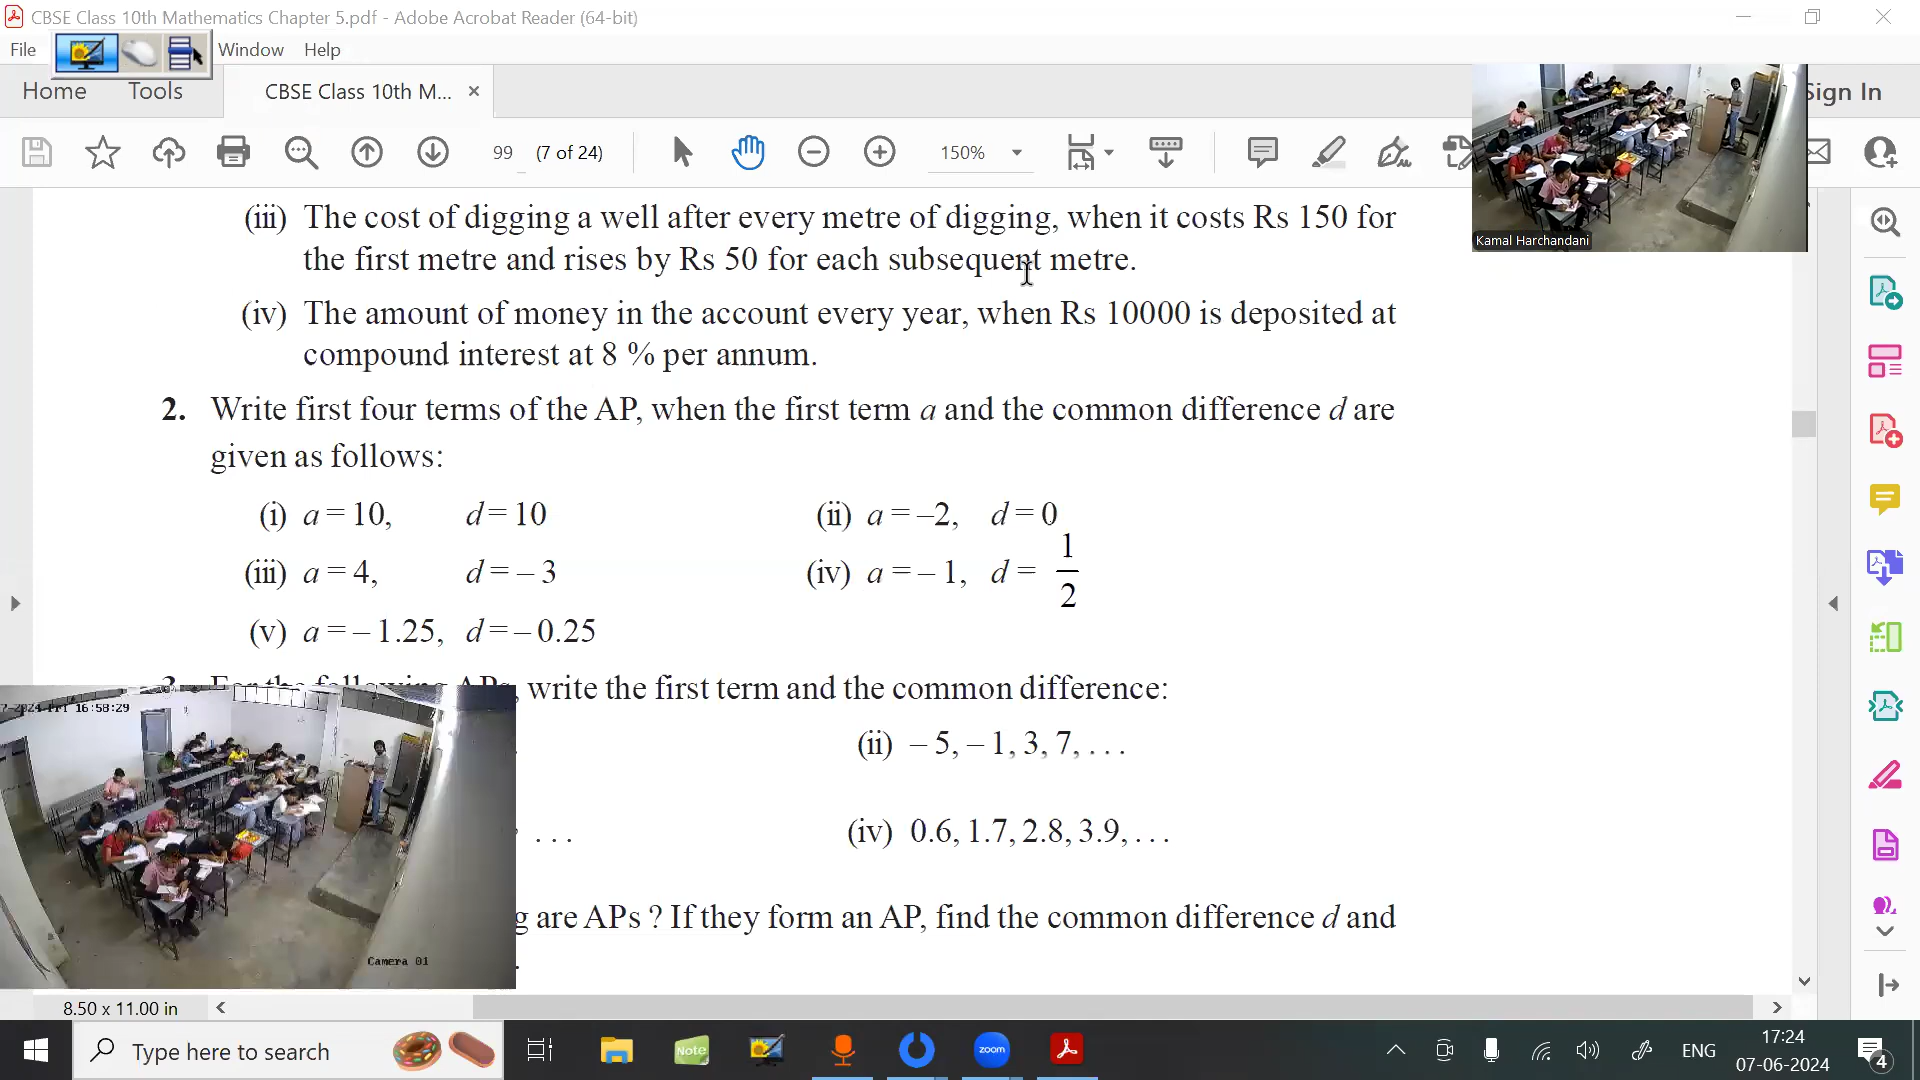 CBSE Class 10th Mathematics Chapter 5.pdf - Adobe Acrobat Reader (64-bit)
File Window Help
Home Tools CBSE Class 10th M... × Sign In
99 (7 of 24) 150%
Kamal Harchandani
(iii) The cost of digging a well after every metre of digging, when it costs Rs 150 for
the first metre and rises by Rs 50 for each subsequent metre.
(iv) The amount of money in the account every year, when Rs 10000 is deposited at
compound interest at 8 % per annum.
2. Write first four terms of the AP, when the first term a and the common difference d are
given as follows:
(i) a = 10, d = 10 (ii) a = –2, d = 0
(iii) a = 4, d = – 3 (iv) a = – 1, d = 1/2
(v) a = – 1.25, d = – 0.25
write the first term and the common difference:
7-2024 Fri 16:58:29
(ii) – 5, – 1, 3, 7, . . .
. . . (iv) 0.6, 1.7, 2.8, 3.9, . . .
are APs ? If they form an AP, find the common difference d and
Camera 01
8.50 x 11.00 in
Type here to search Note zoom ENG 17:24
07-06-2024 4